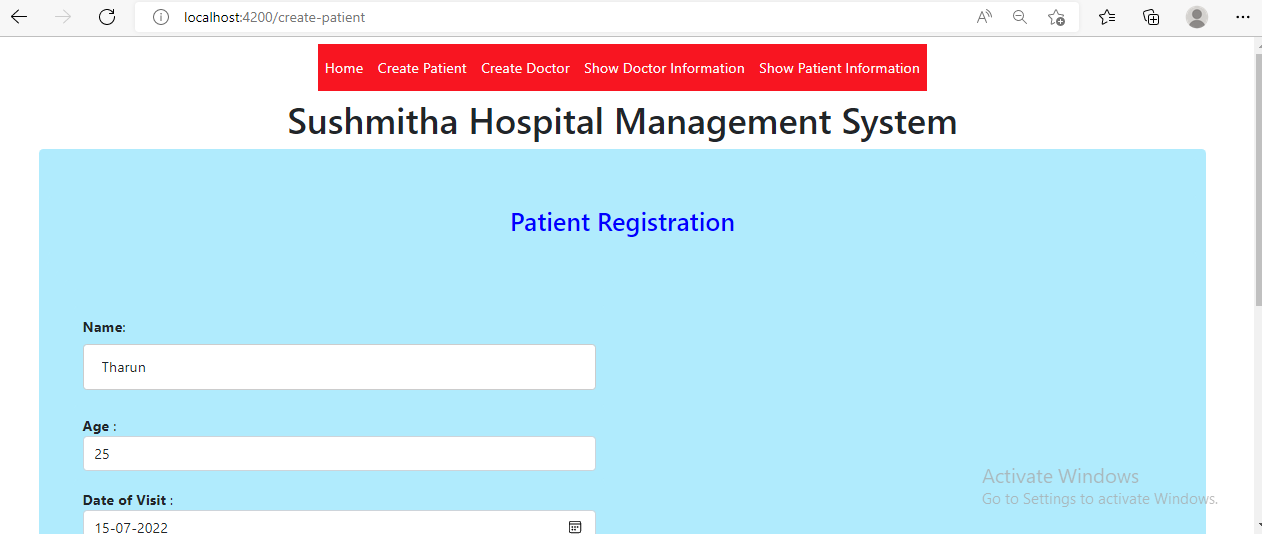 localhost:4200/create-patient
Home Create Patient Create Doctor Show Doctor Information Show Patient Information
Sushmitha Hospital Management System
Patient Registration
Name:
Tharun
Age :
25
Date of Visit :
15-07-2022
Activate Windows
Go to Settings to activate Windows.